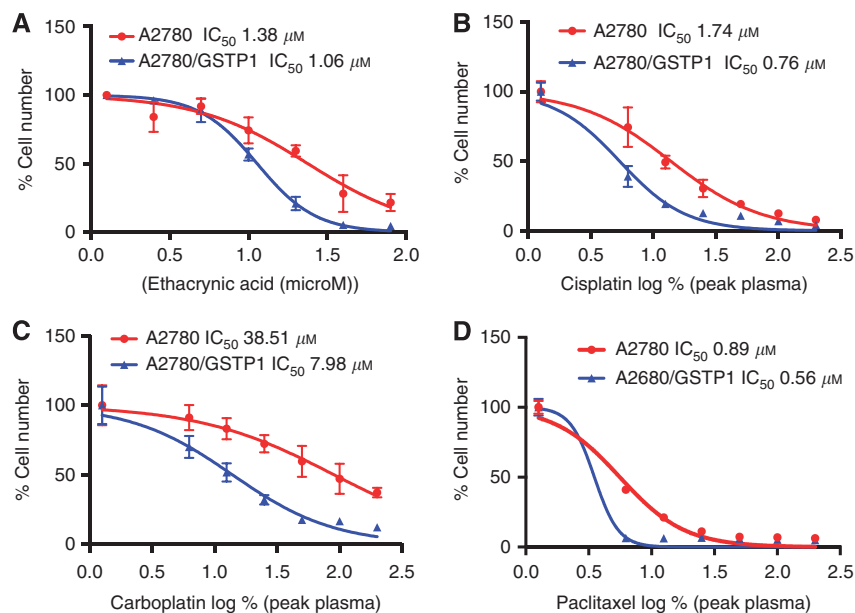 A
A2780 IC50 1.38 μM
A2780/GSTP1 IC50 1.06 μM
150
100
50
0
% Cell number
0.0 0.5 1.0 1.5 2.0
(Ethacrynic acid (microM))
B
A2780 IC50 1.74 μM
A2780/GSTP1 IC50 0.76 μM
150
100
50
0
% Cell number
0.0 0.5 1.0 1.5 2.0 2.5
Cisplatin log % (peak plasma)
C
A2780 IC50 38.51 μM
A2780/GSTP1 IC50 7.98 μM
150
100
50
0
% Cell number
0.0 0.5 1.0 1.5 2.0 2.5
Carboplatin log % (peak plasma)
D
A2780 IC50 0.89 μM
A2680/GSTP1 IC50 0.56 μM
150
100
50
0
% Cell number
0.0 0.5 1.0 1.5 2.0 2.5
Paclitaxel log % (peak plasma)